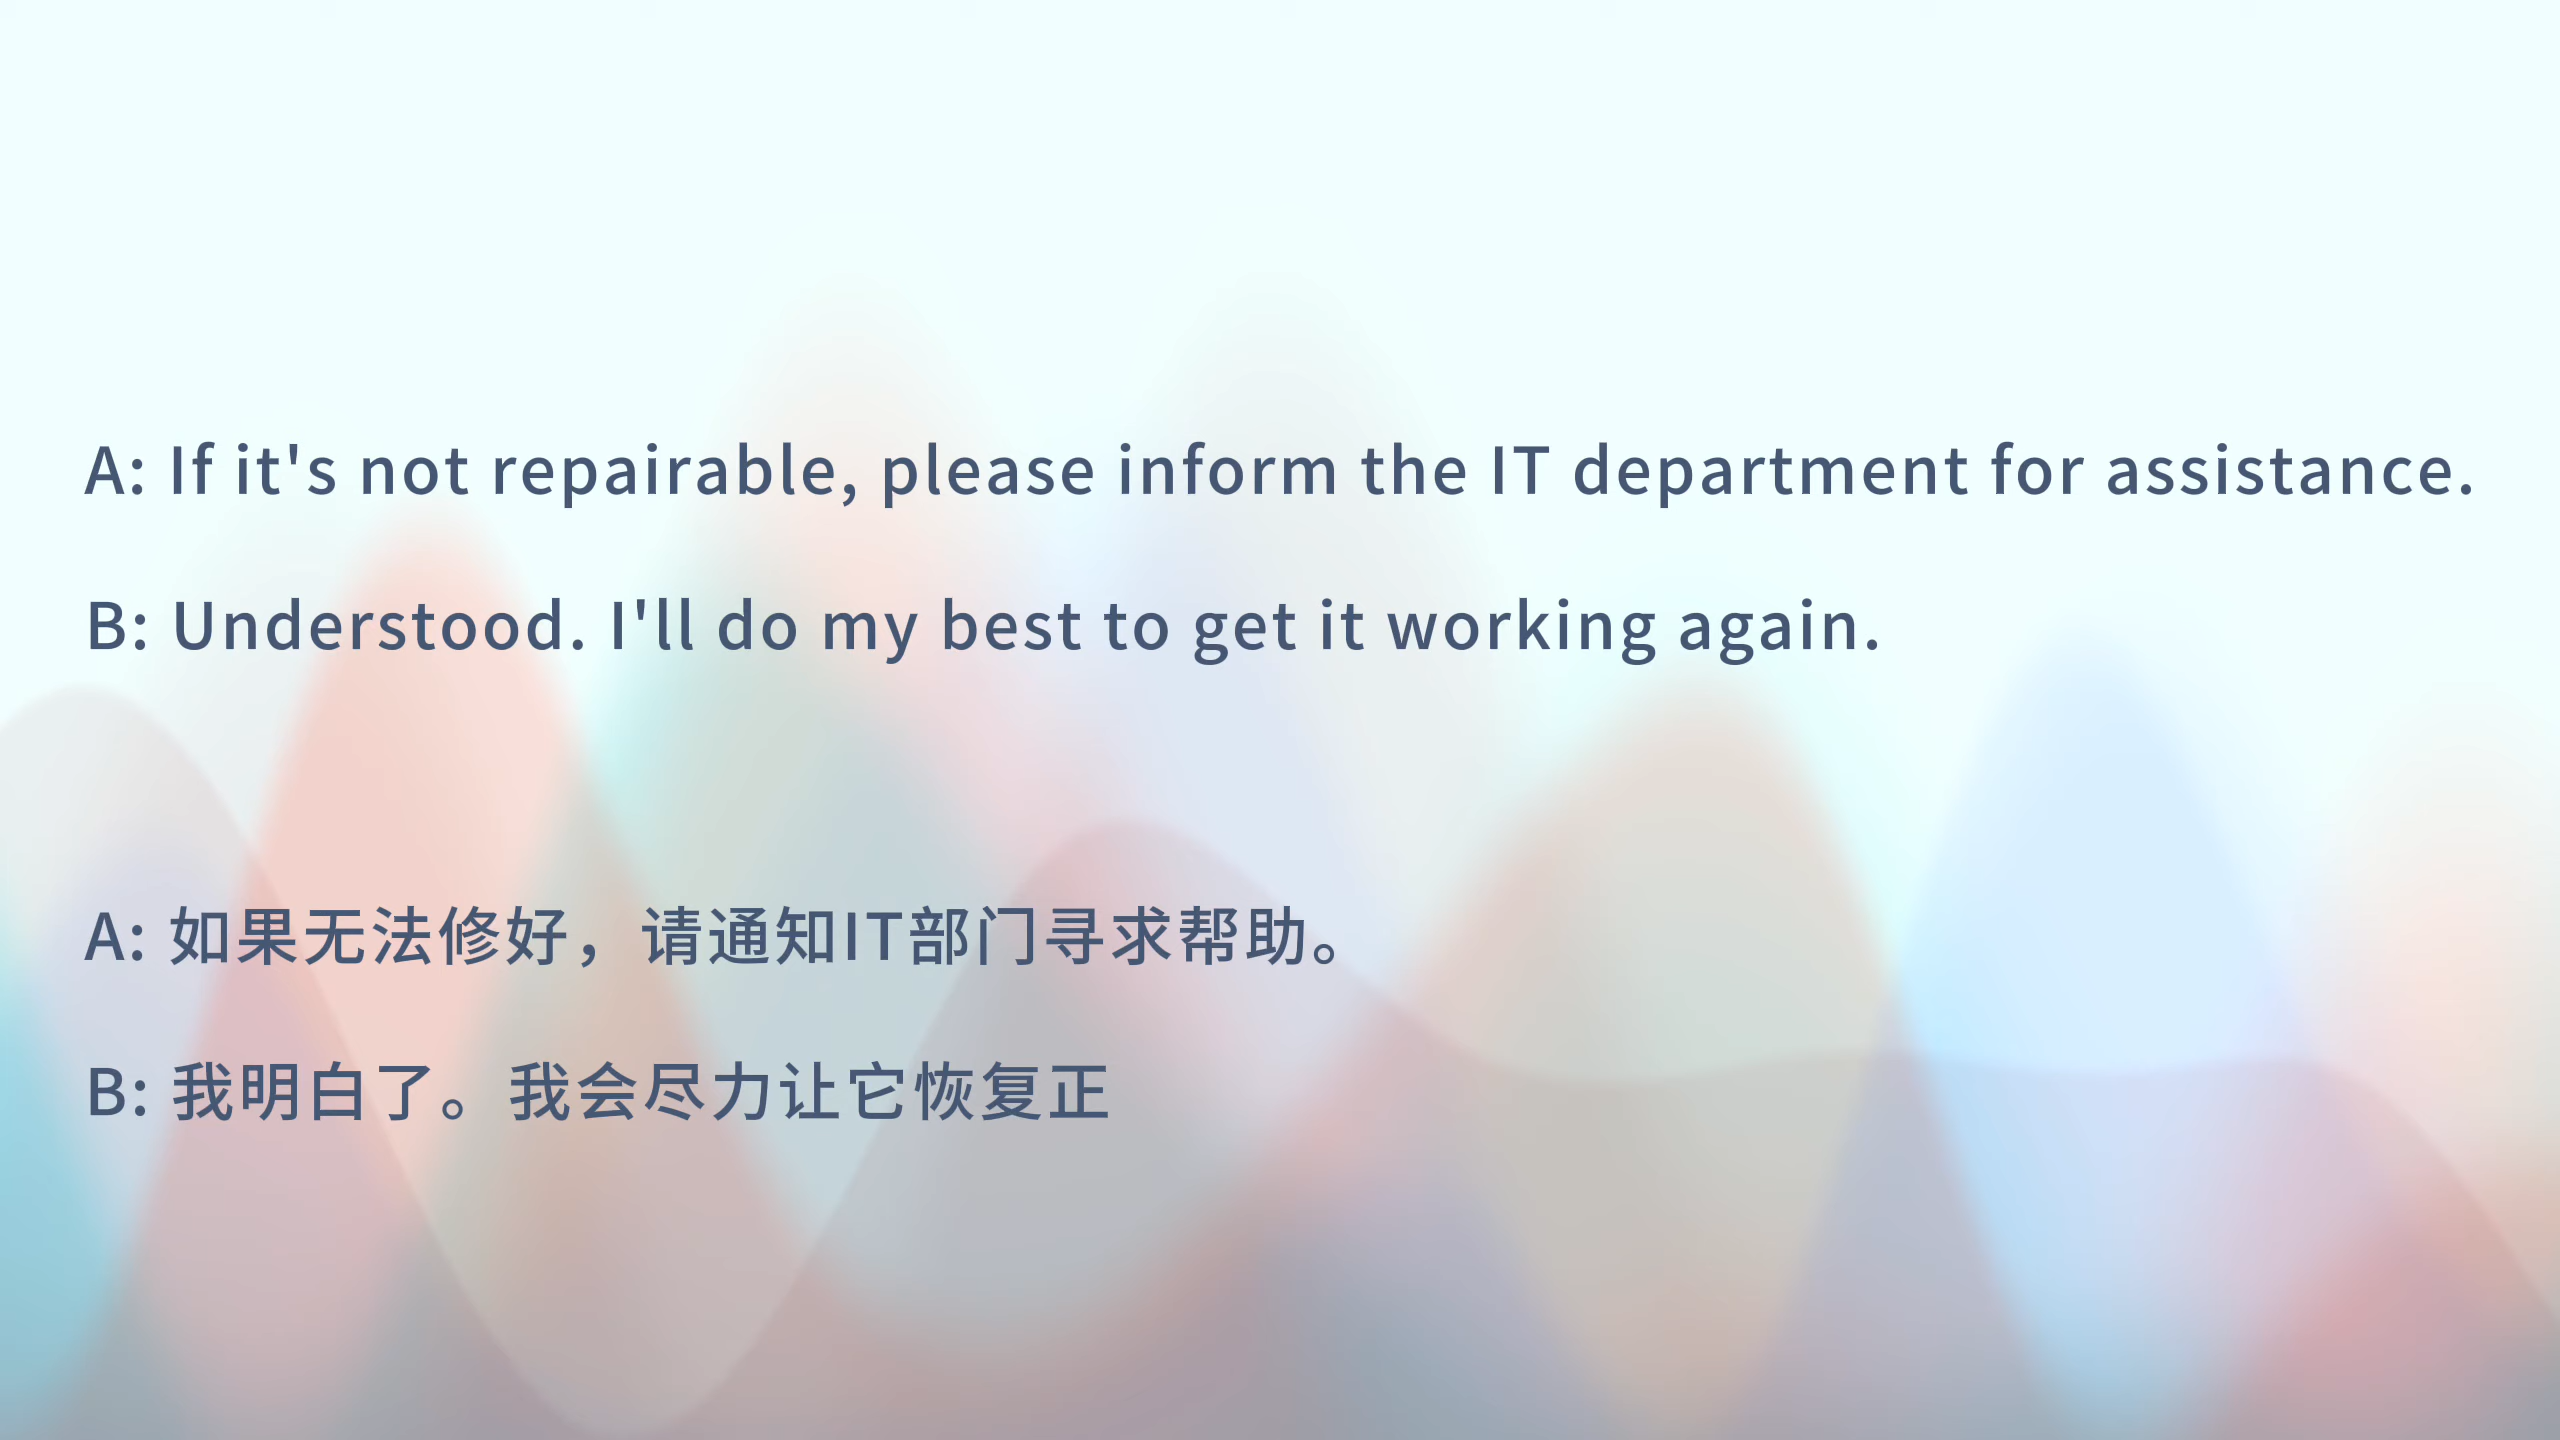 A: If it's not repairable, please inform the IT department for assistance.
B: Understood. I'll do my best to get it working again.
A: 如果无法修好，请通知IT部门寻求帮助。
B: 我明白了。我会尽力让它恢复正